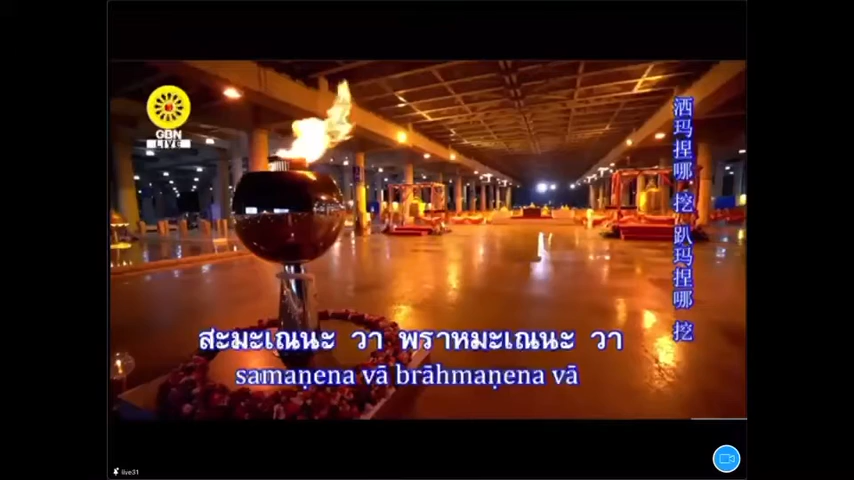 GBN
LIVE
洒玛捏哪 挖 趴玛捏哪 挖
สะมะเณนะ วา พราหมะเณนะ วา
samaṇena vā brāhmaṇena vā
live31